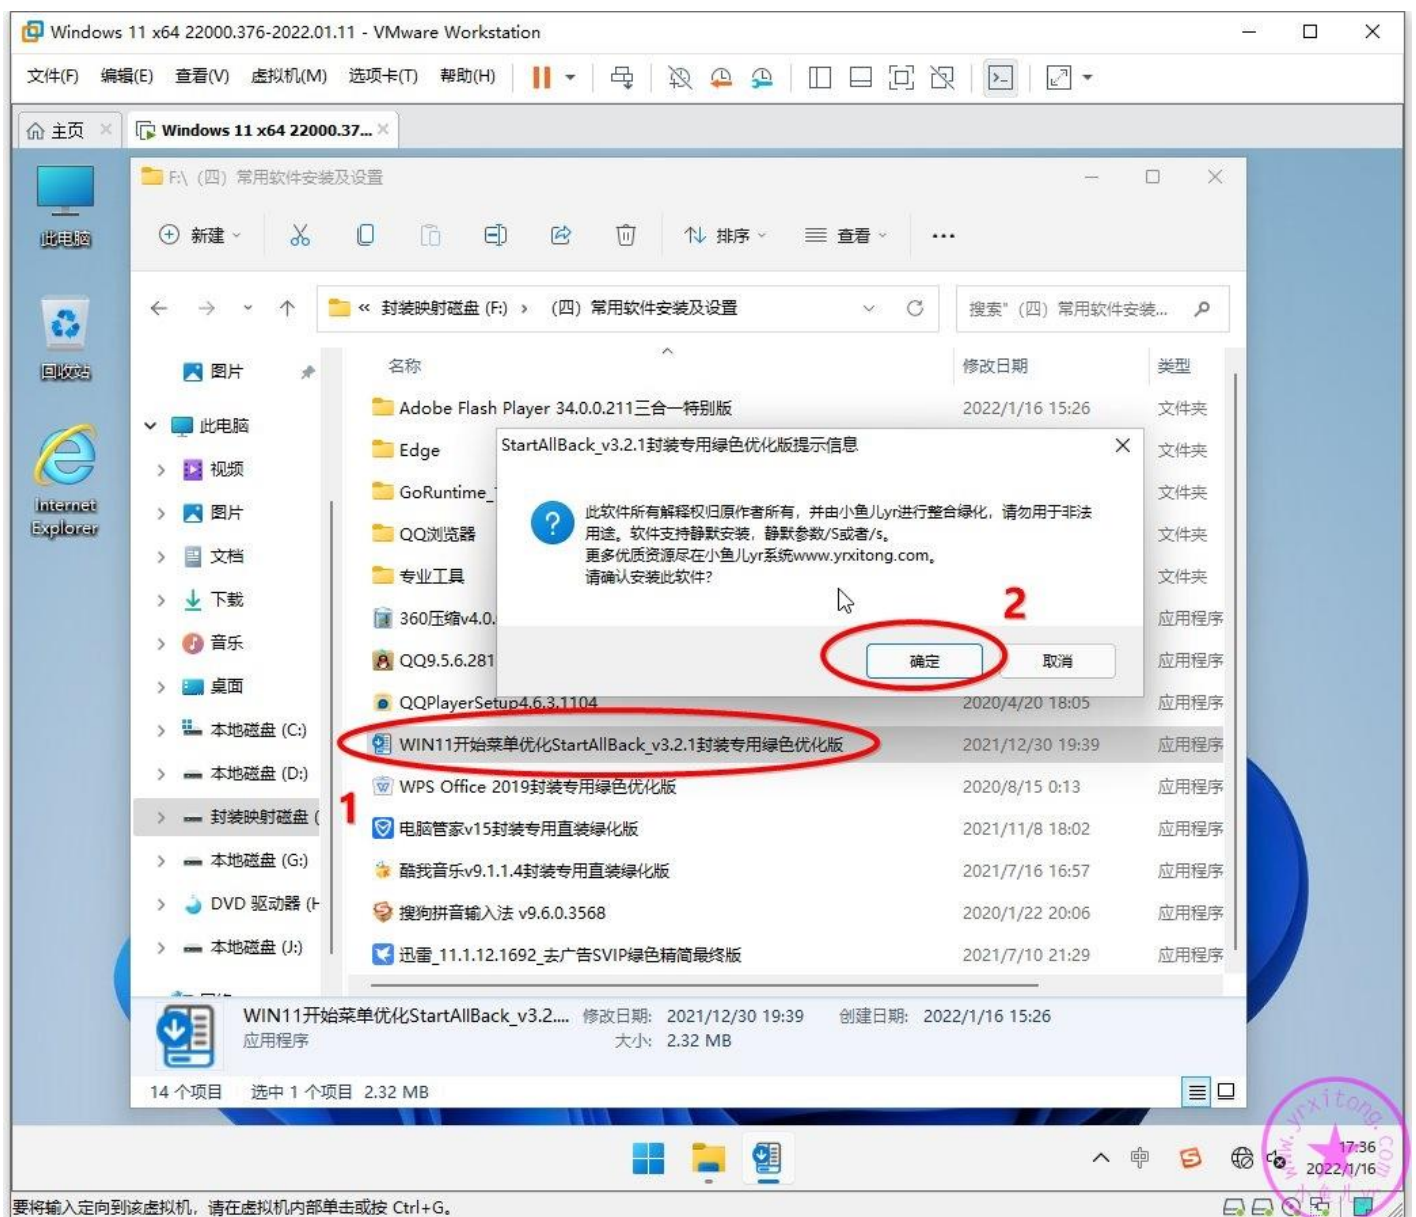 Windows 11 x64 22000.376-2022.01.11 - VMware Workstation
文件(F) 编辑(E) 查看(V) 虚拟机(M) 选项卡(T) 帮助(H)
主页
Windows 11 x64 22000.37...
F:\ (四) 常用软件安装及设置
此电脑
新建
排序
查看
封装映射磁盘 (F:) › (四) 常用软件安装及设置
搜索" (四) 常用软件安装...
回收站
图片
名称 修改日期 类型
Adobe Flash Player 34.0.0.211三合一特别版 2022/1/16 15:26 文件夹
此电脑
StartAllBack_v3.2.1封装专用绿色优化版提示信息
Edge 文件夹
视频
Internet
Explorer
GoRuntime_ 文件夹
此软件所有解释权归原作者所有，并由小鱼儿yr进行整合绿化，请勿用于非法
用途。软件支持静默安装，静默参数/S或者/s。
更多优质资源尽在小鱼儿yr系统www.yrxitong.com。
请确认安装此软件?
图片
QQ浏览器 文件夹
文档
专业工具 文件夹
下载
2
360压缩v4.0. 应用程序
音乐
QQ9.5.6.281 应用程序
确定
取消
桌面
QQPlayerSetup4.6.3.1104 2020/4/20 18:05 应用程序
本地磁盘 (C:)
WIN11开始菜单优化StartAllBack_v3.2.1封装专用绿色优化版 2021/12/30 19:39 应用程序
本地磁盘 (D:)
WPS Office 2019封装专用绿色优化版 2020/8/15 0:13 应用程序
1
封装映射磁盘 (
电脑管家v15封装专用直装绿化版 2021/11/8 18:02 应用程序
本地磁盘 (G:)
酷我音乐v9.1.1.4封装专用直装绿化版 2021/7/16 16:57 应用程序
DVD 驱动器 (H
搜狗拼音输入法 v9.6.0.3568 2020/1/22 20:06 应用程序
本地磁盘 (J:)
迅雷_11.1.12.1692_去广告SVIP绿色精简最终版 2021/7/10 21:29 应用程序
WIN11开始菜单优化StartAllBack_v3.2.... 修改日期: 2021/12/30 19:39 创建日期: 2022/1/16 15:26
应用程序 大小: 2.32 MB
14 个项目 选中 1 个项目 2.32 MB
中
17:36
2022/1/16
www.yrxitong.com
小鱼儿yr
要将输入定向到该虚拟机，请在虚拟机内部单击或按 Ctrl+G。